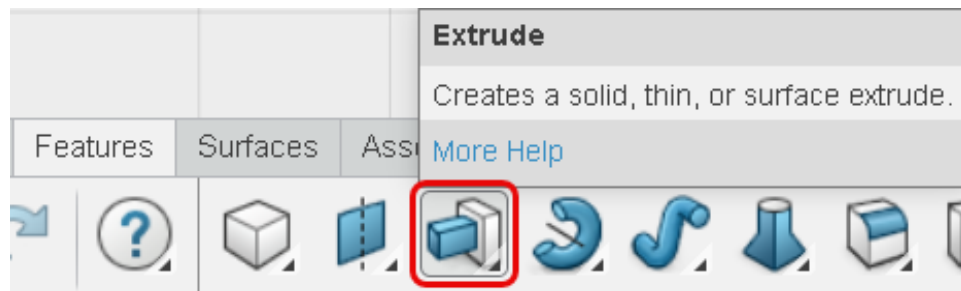 Extrude
Creates a solid, thin, or surface extrude.
More Help
Features
Surfaces
?